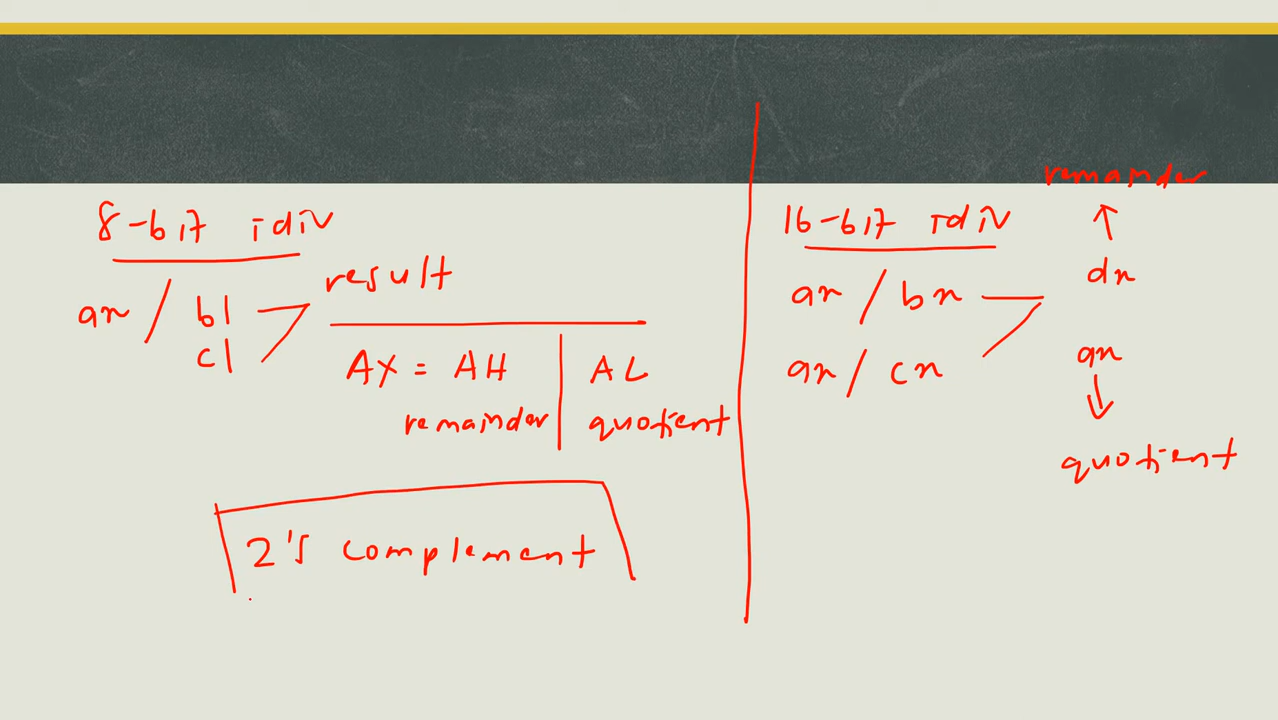 8-bit idiv
ax / bl
cl
result
AX = AH | AL
remainder | quotient
2's complement
16-bit idiv
ax / bx
ax / cx
remainder
↑
dx
ax
↓
quotient